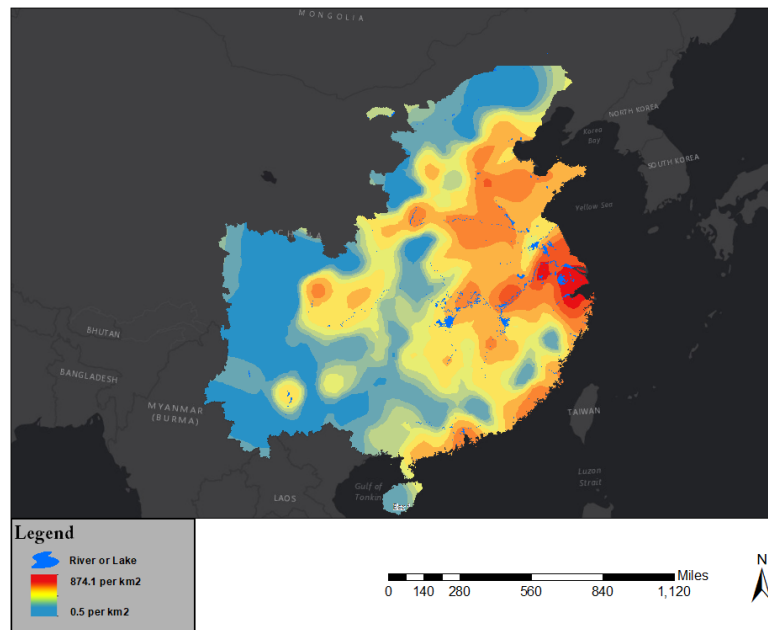 MONGOLIA
NORTH KOREA
Korea
Bay
SOUTH KOREA
Yellow Sea
CHINA
BHUTAN
BANGLADESH
MYANMAR
(BURMA)
TAIWAN
Luzon
Strait
Gulf of
Tonkin
LAOS
Legend
River or Lake
874.1 per km2
0.5 per km2
Miles
0 140 280 560 840 1,120
N